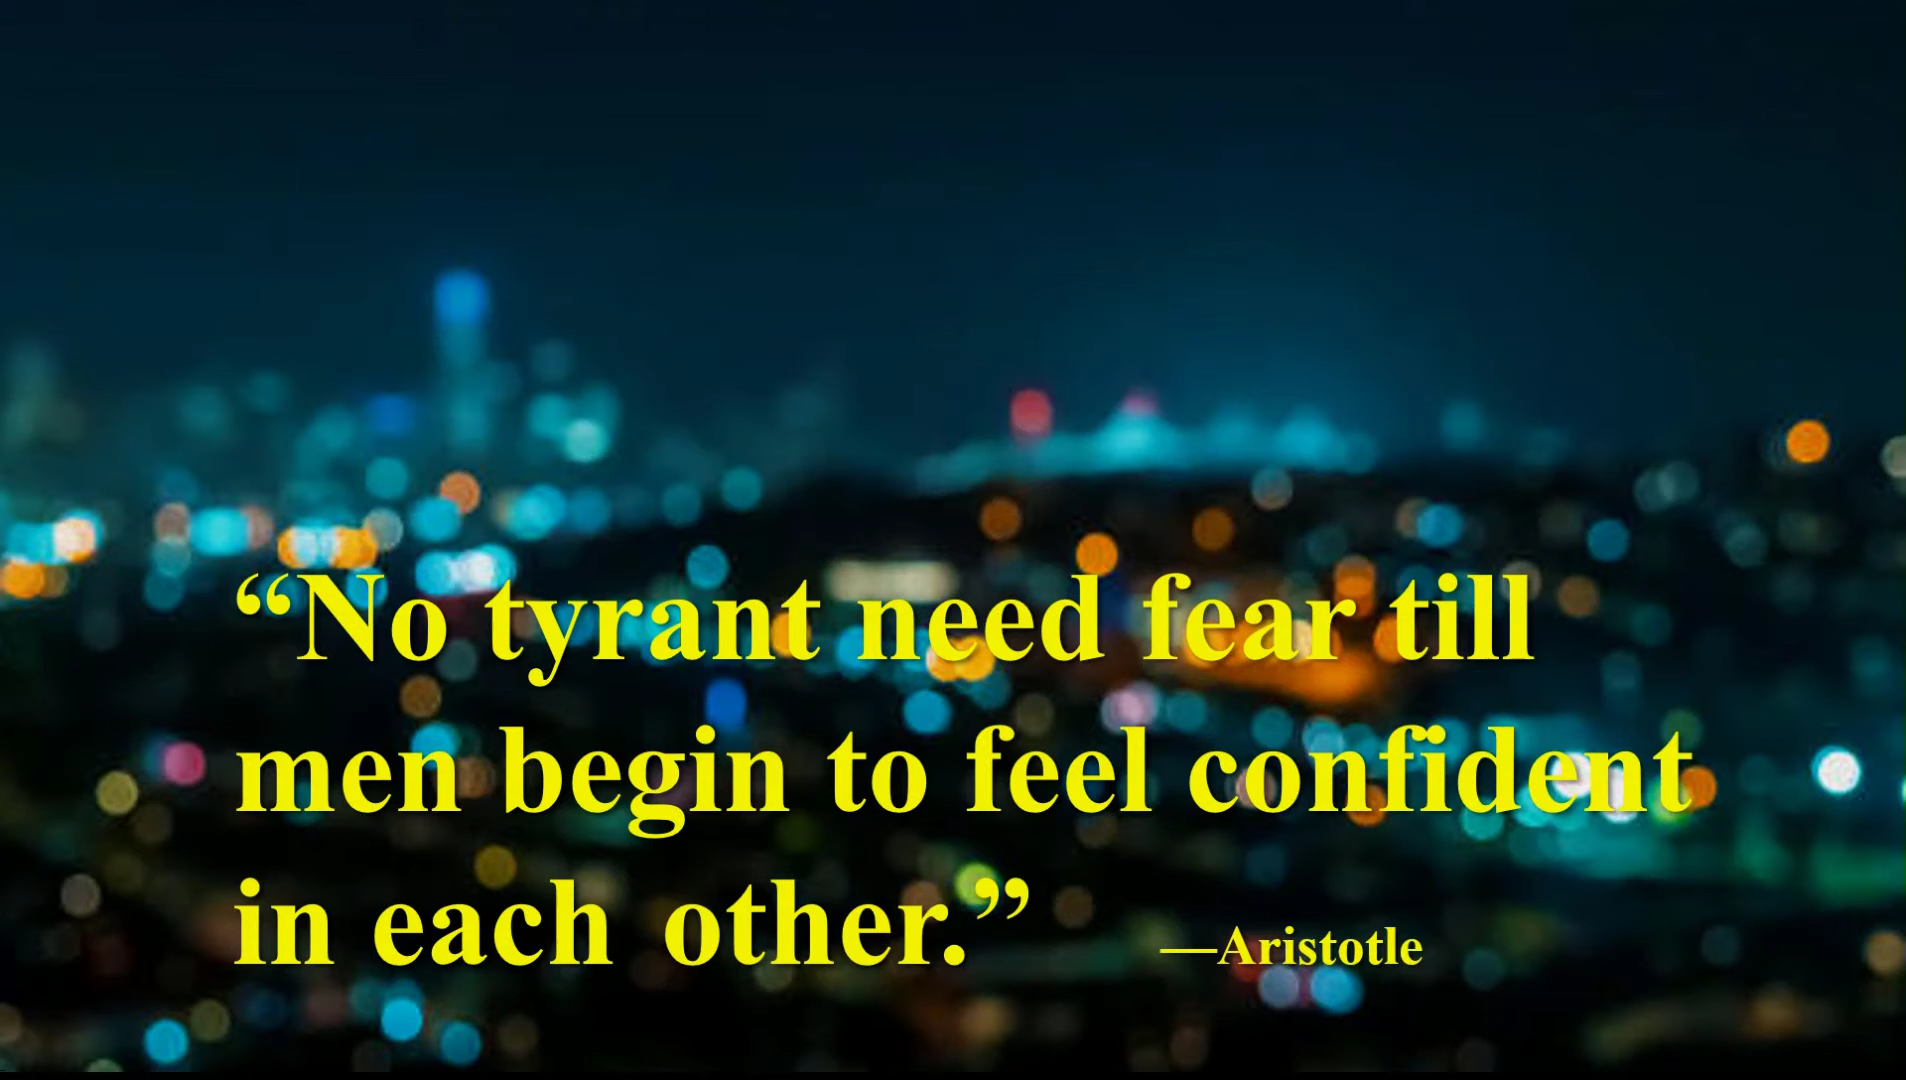 “No tyrant need fear till
men begin to feel confident
in each other.” —Aristotle